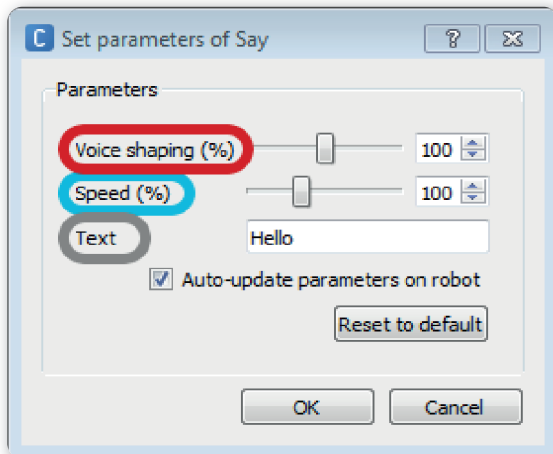 C Set parameters of Say ?
Parameters
Voice shaping (%) 100
Speed (%) 100
Text Hello
Auto-update parameters on robot
Reset to default
OK Cancel